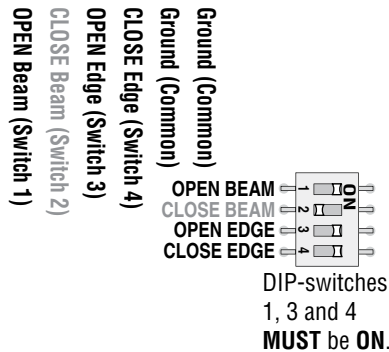 OPEN Beam (Switch 1)
CLOSE Beam (Switch 2)
OPEN Edge (Switch 3)
CLOSE Edge (Switch 4)
Ground (Common)
Ground (Common)
OPEN BEAM 1 ON
CLOSE BEAM 2
OPEN EDGE 3
CLOSE EDGE 4
DIP-switches
1, 3 and 4
MUST be ON.